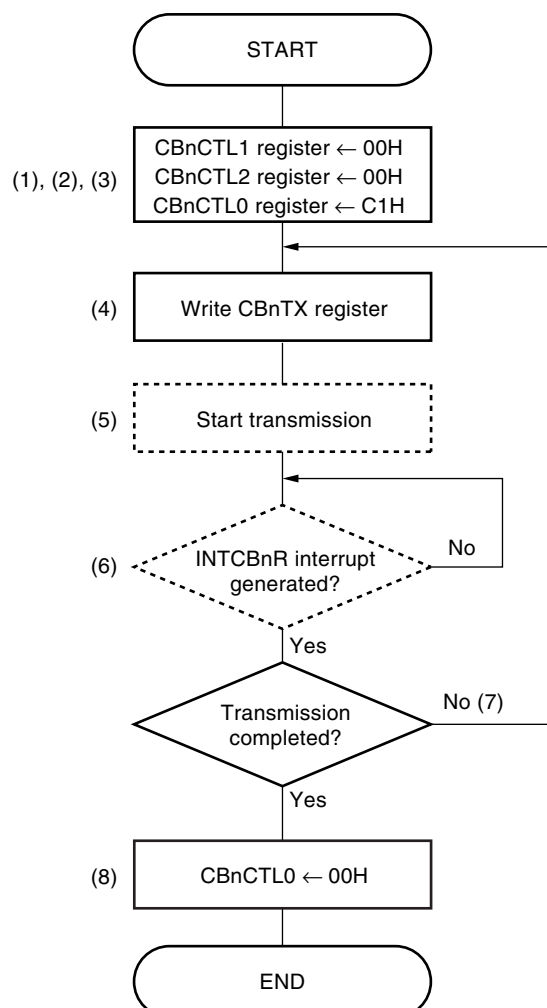 START
CBnCTL1 register ← 00H
(1), (2), (3)
CBnCTL2 register ← 00H
CBnCTL0 register ← C1H
(4)
Write CBnTX register
(5)
Start transmission
(6)
INTCBnR interrupt
generated?
No
Yes
Transmission
completed?
No (7)
Yes
(8)
CBnCTL0 ← 00H
END